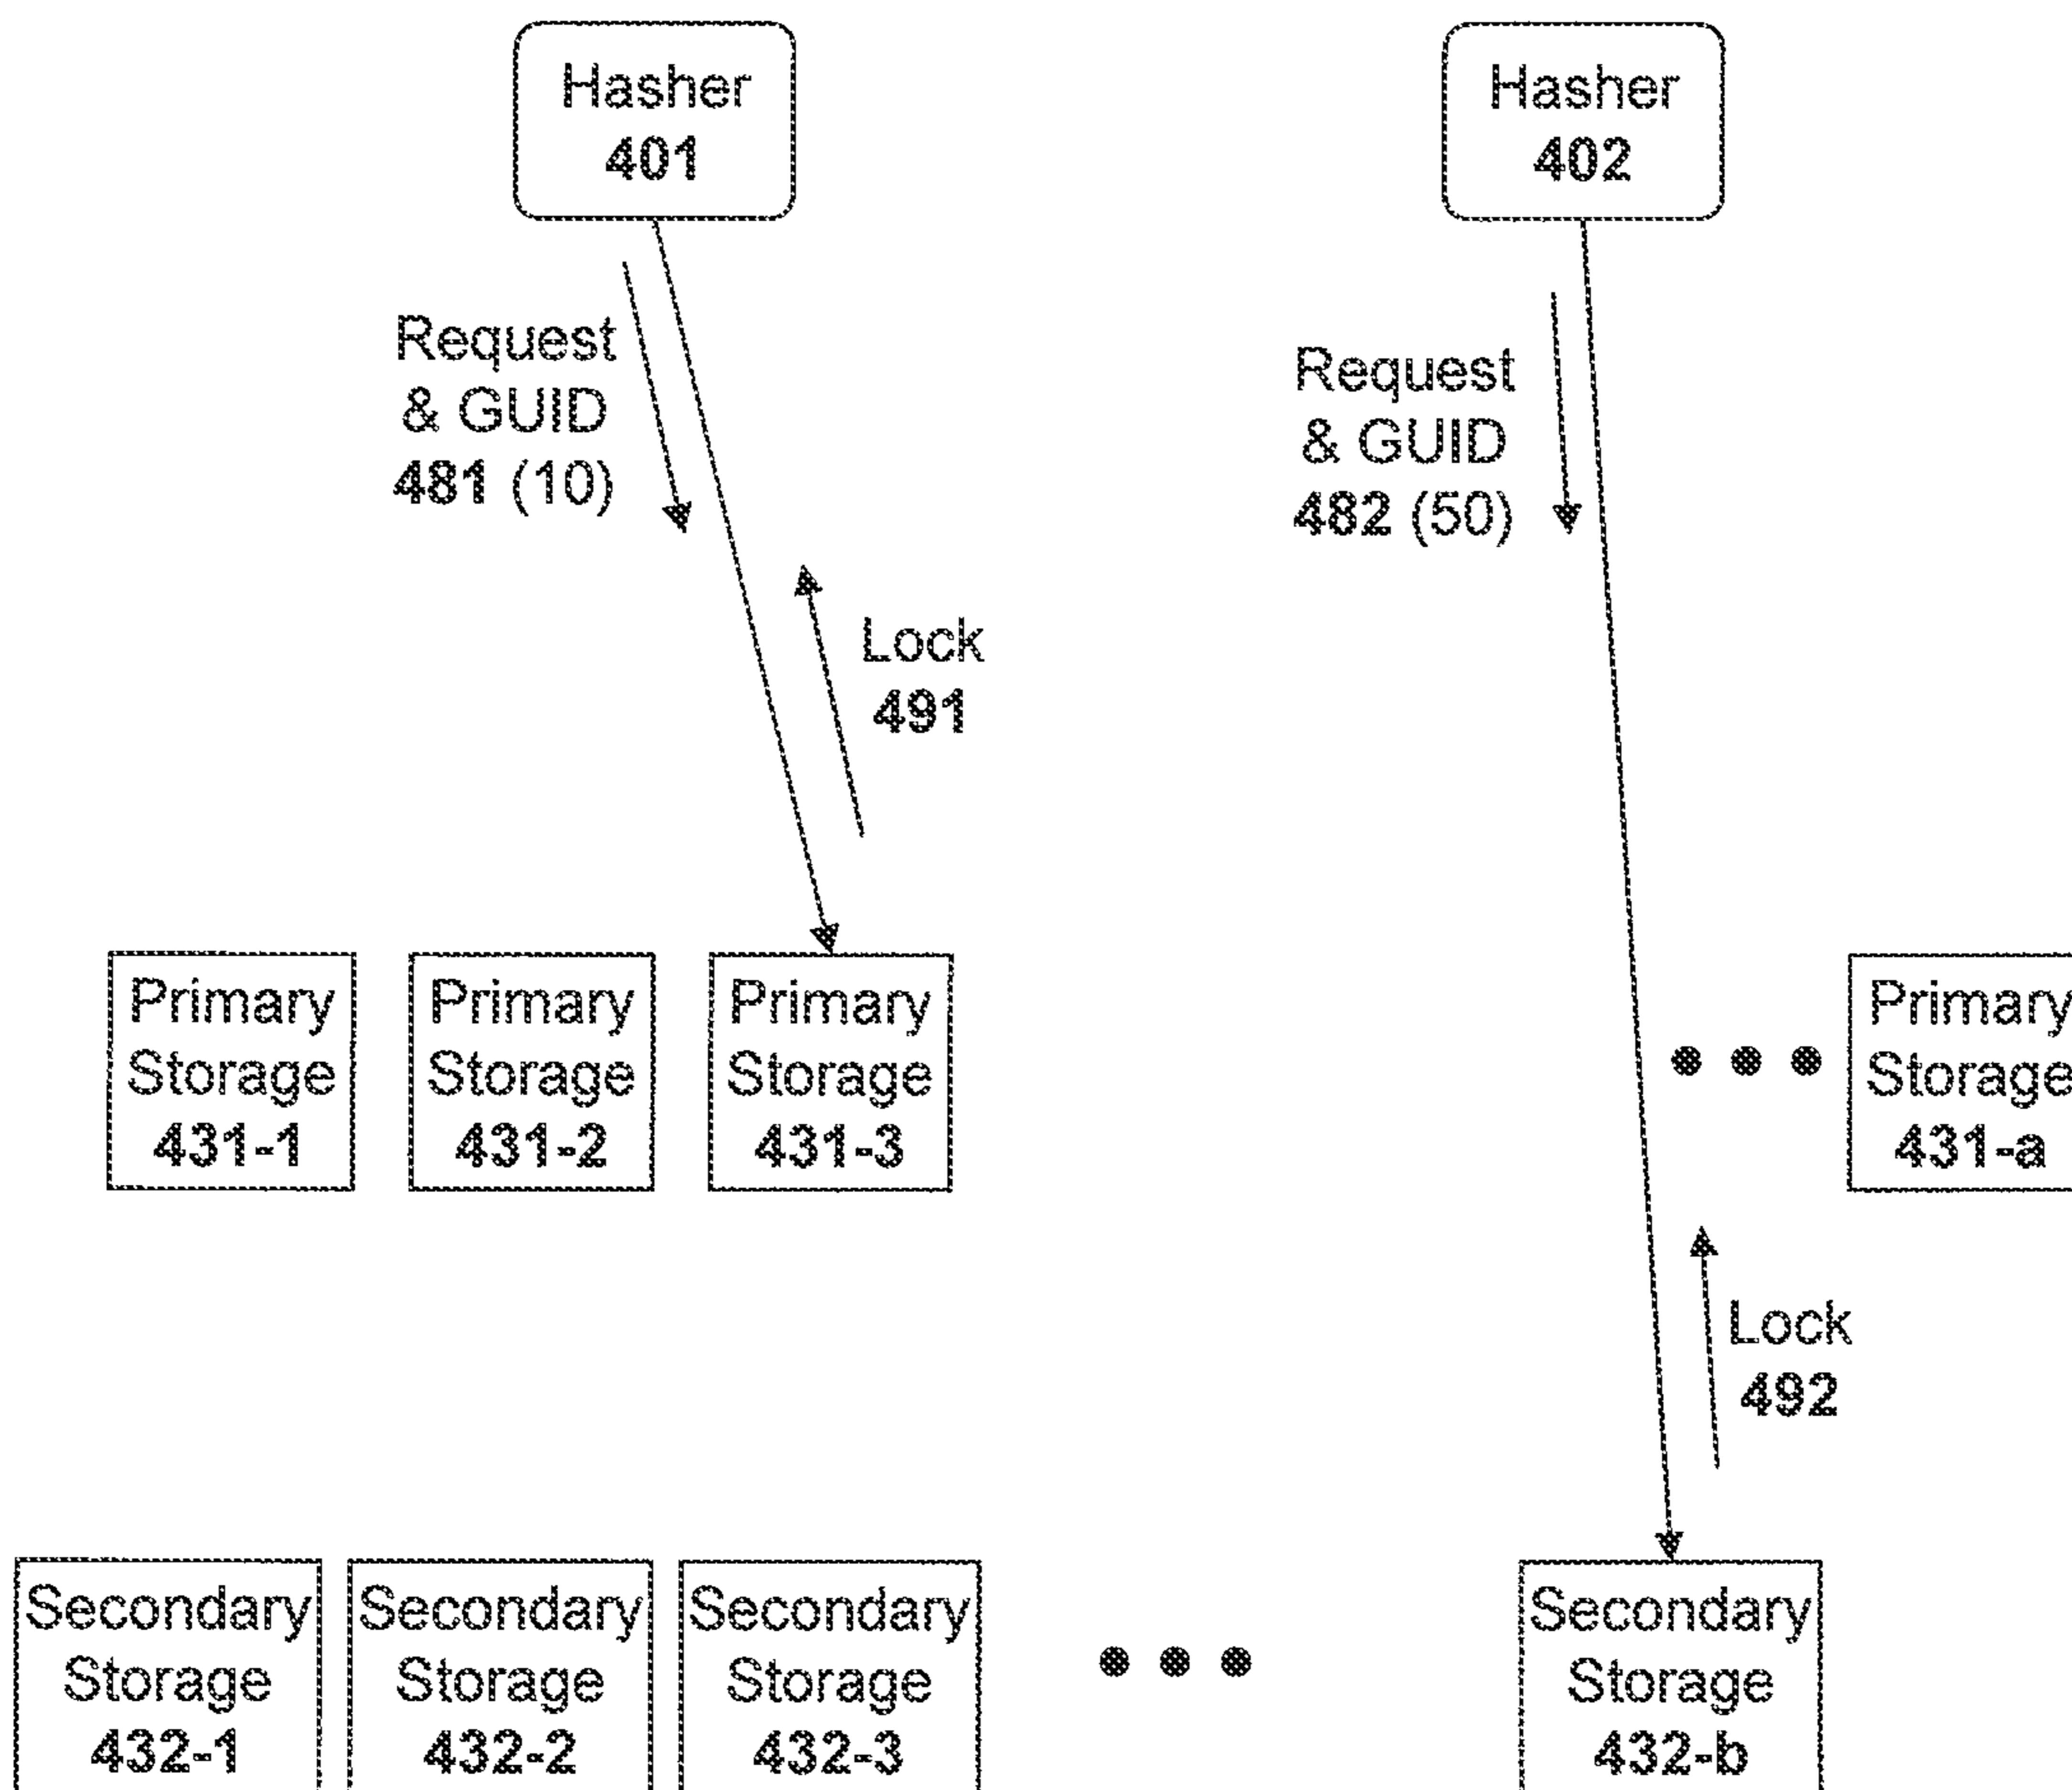 Hasher
401
Hasher
402
Request
& GUID
481 (10)
Request
& GUID
482 (50)
Lock
491
Primary
Storage
431-1
Primary
Storage
431-2
Primary
Storage
431-3
Primary
Storage
431-a
Lock
492
Secondary
Storage
432-1
Secondary
Storage
432-2
Secondary
Storage
432-3
Secondary
Storage
432-b